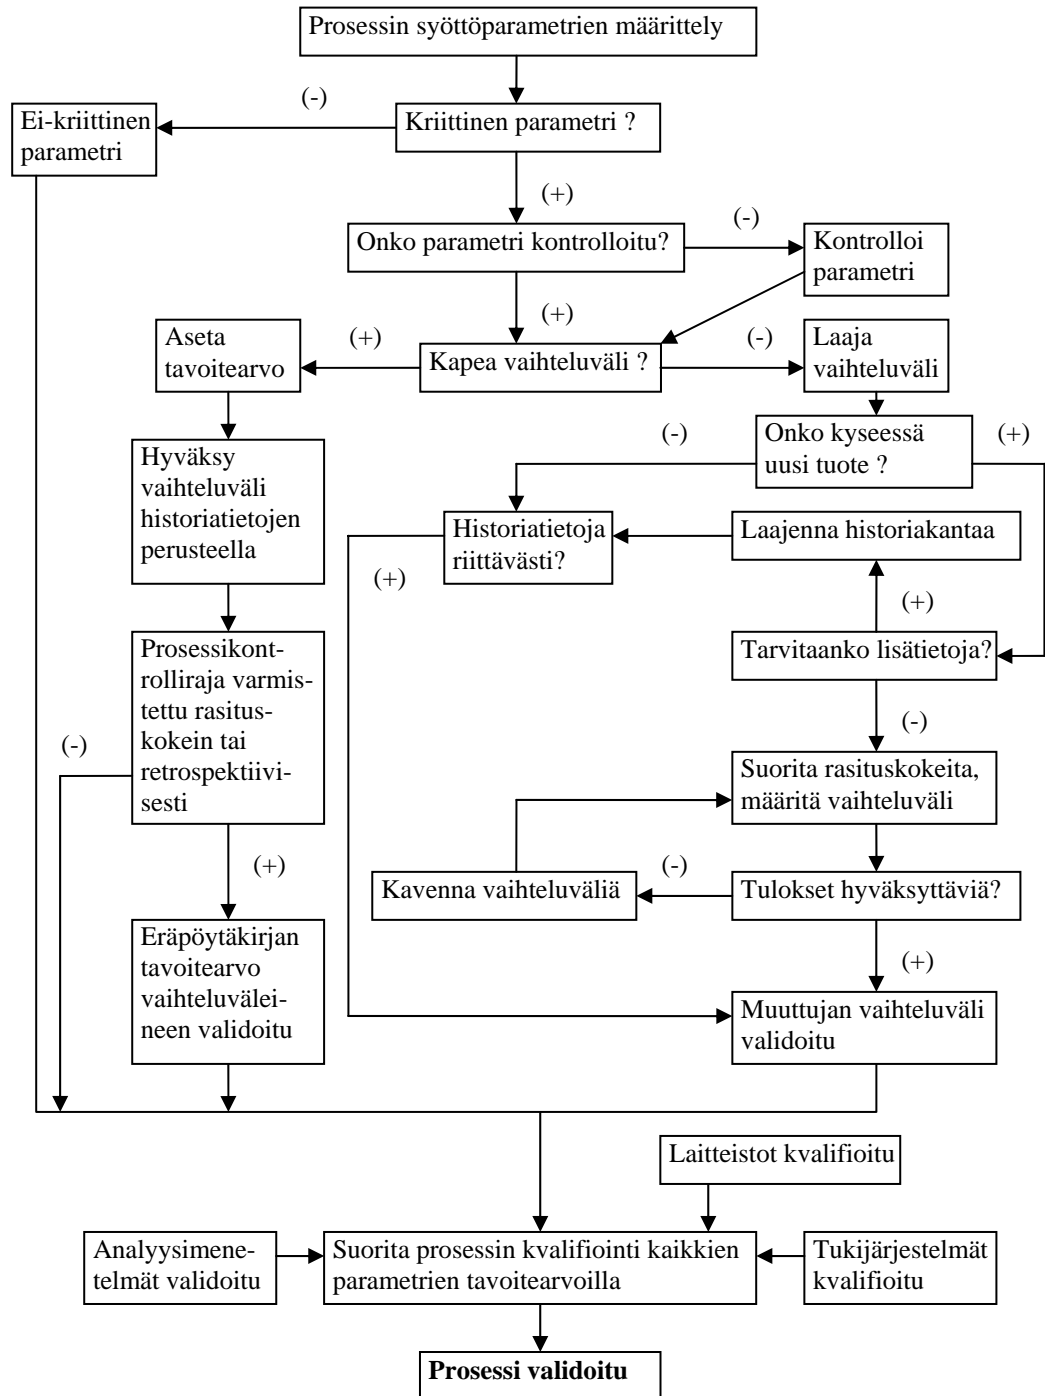 Prosessin syöttöparametrien määrittely
(-)
Ei-kriittinen
parametri
Kriittinen parametri ?
(+)
(-)
Onko parametri kontrolloitu?
Kontrolloi
parametri
(+)
Aseta
tavoitearvo
(+)
Kapea vaihteluväli ?
(-)
Laaja
vaihteluväli
Hyväksy
vaihteluväli
historiatietojen
perusteella
(-)
Onko kyseessä
uusi tuote ?
(+)
Historiatietoja
riittävästi?
Laajenna historiakantaa
(+)
(+)
Prosessikont-
rolliraja varmis-
tettu rasitus-
kokein tai
retrospektiivi-
sesti
Tarvitaanko lisätietoja?
(-)
(-)
Suorita rasituskokeita,
määritä vaihteluväli
(+)
Kavenna vaihteluväliä
(-)
Tulokset hyväksyttäviä?
Eräpöytäkirjan
tavoitearvo
vaihteluvälei-
neen validoitu
(+)
Muuttujan vaihteluväli
validoitu
Laitteistot kvalifioitu
Analyysimene-
telmät validoitu
Suorita prosessin kvalifiointi kaikkien
parametrien tavoitearvoilla
Tukijärjestelmät
kvalifioitu
Prosessi validoitu